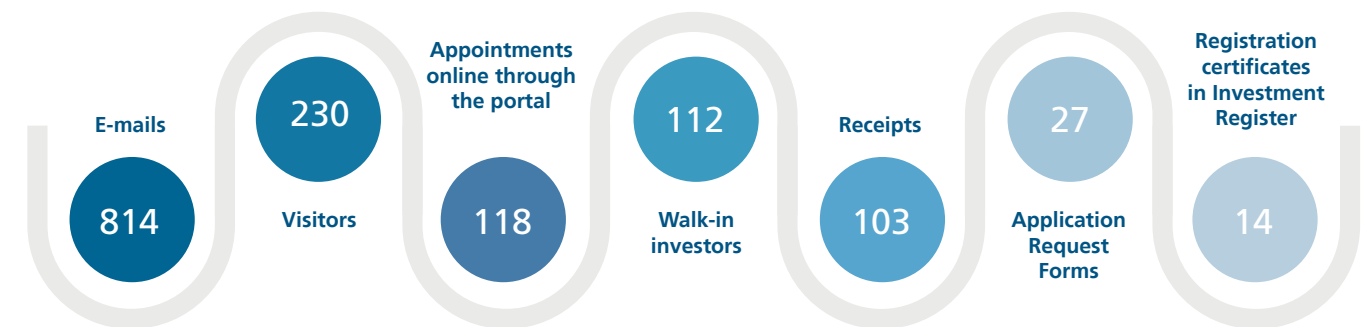 E-mails
814
230
Visitors
Appointments
online through
the portal
118
112
Walk-in
investors
Receipts
103
27
Application
Request
Forms
Registration
certificates
in Investment
Register
14